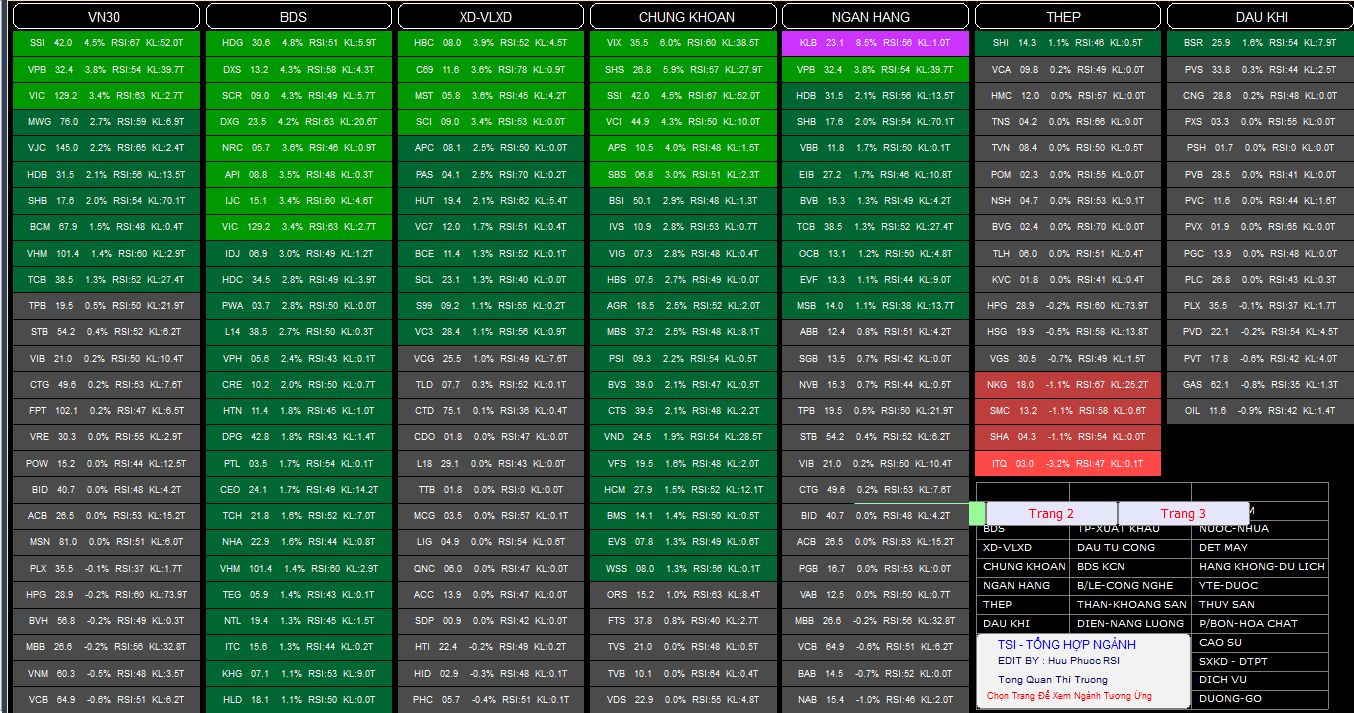 VN30
SSI 42.0 4.5% RSI:67 KL:52.0T
VPB 32.4 3.8% RSI:54 KL:39.7T
VIC 129.2 3.4% RSI:63 KL:2.7T
MWG 76.0 2.7% RSI:59 KL:6.9T
VJC 145.0 2.2% RSI:65 KL:2.4T
HDB 31.5 2.1% RSI:56 KL:13.5T
SHB 17.6 2.0% RSI:54 KL:70.1T
BCM 67.9 1.5% RSI:48 KL:0.4T
VHM 101.4 1.4% RSI:60 KL:2.9T
TCB 38.5 1.3% RSI:52 KL:27.4T
TPB 19.5 0.5% RSI:50 KL:21.9T
STB 54.2 0.4% RSI:52 KL:6.2T
VIB 21.0 0.2% RSI:50 KL:10.4T
CTG 49.6 0.2% RSI:53 KL:7.6T
FPT 102.1 0.2% RSI:47 KL:6.5T
VRE 30.3 0.0% RSI:55 KL:2.9T
POW 15.2 0.0% RSI:44 KL:12.5T
BID 40.7 0.0% RSI:48 KL:4.2T
ACB 26.5 0.0% RSI:53 KL:15.2T
MSN 81.0 0.0% RSI:51 KL:6.0T
PLX 35.5 -0.1% RSI:37 KL:1.7T
HPG 28.9 -0.2% RSI:60 KL:73.9T
BVH 56.8 -0.2% RSI:49 KL:0.3T
MBB 26.6 -0.2% RSI:56 KL:32.8T
VNM 60.3 -0.5% RSI:48 KL:3.5T
VCB 64.9 -0.6% RSI:51 KL:6.2T
BDS
HDG 30.6 4.8% RSI:51 KL:5.9T
DXS 13.2 4.3% RSI:58 KL:4.3T
SCR 09.0 4.3% RSI:49 KL:5.7T
DXG 23.5 4.2% RSI:63 KL:20.6T
NRC 05.7 3.6% RSI:46 KL:0.9T
API 08.8 3.5% RSI:48 KL:0.3T
IJC 15.1 3.4% RSI:60 KL:4.6T
VIC 129.2 3.4% RSI:63 KL:2.7T
IDJ 06.9 3.0% RSI:49 KL:1.2T
HDC 34.5 2.8% RSI:49 KL:3.9T
PWA 03.7 2.8% RSI:50 KL:0.0T
L14 38.5 2.7% RSI:50 KL:0.3T
VPH 05.6 2.4% RSI:43 KL:0.1T
CRE 10.2 2.0% RSI:50 KL:0.7T
HTN 11.4 1.8% RSI:45 KL:1.0T
DPG 42.8 1.8% RSI:43 KL:1.4T
PTL 03.5 1.7% RSI:54 KL:0.1T
CEO 24.1 1.7% RSI:49 KL:14.2T
TCH 21.8 1.6% RSI:52 KL:7.0T
NHA 22.9 1.6% RSI:44 KL:0.8T
VHM 101.4 1.4% RSI:60 KL:2.9T
TEG 05.9 1.4% RSI:43 KL:0.1T
NTL 19.4 1.3% RSI:45 KL:1.5T
ITC 15.6 1.3% RSI:44 KL:0.2T
KHG 07.1 1.1% RSI:53 KL:9.0T
HLD 18.1 1.1% RSI:50 KL:0.0T
XD-VLXD
HBC 08.0 3.9% RSI:52 KL:4.5T
C69 11.6 3.6% RSI:78 KL:0.9T
MST 05.8 3.6% RSI:45 KL:4.2T
SCI 09.0 3.4% RSI:53 KL:0.0T
APC 08.1 2.5% RSI:50 KL:0.0T
PAS 04.1 2.5% RSI:70 KL:0.2T
HUT 19.4 2.1% RSI:62 KL:5.4T
VC7 12.0 1.7% RSI:51 KL:0.4T
BCE 11.4 1.3% RSI:52 KL:0.1T
SCL 23.1 1.3% RSI:40 KL:0.0T
S99 09.2 1.1% RSI:55 KL:0.2T
VC3 28.4 1.1% RSI:56 KL:0.9T
VCG 25.5 1.0% RSI:49 KL:7.6T
TLD 07.7 0.3% RSI:52 KL:0.1T
CTD 75.1 0.1% RSI:36 KL:0.4T
CDO 01.8 0.0% RSI:47 KL:0.0T
L18 29.1 0.0% RSI:43 KL:0.0T
TTB 01.8 0.0% RSI:0 KL:0.0T
MCG 03.5 0.0% RSI:57 KL:0.1T
LIG 04.9 0.0% RSI:54 KL:0.6T
QNC 06.0 0.0% RSI:47 KL:0.0T
ACC 13.9 0.0% RSI:47 KL:0.0T
SDP 00.9 0.0% RSI:42 KL:0.0T
HTI 22.4 -0.2% RSI:49 KL:0.2T
HID 02.9 -0.3% RSI:48 KL:0.1T
PHC 05.7 -0.4% RSI:51 KL:0.1T
CHUNG KHOAN
VIX 35.5 6.0% RSI:60 KL:38.5T
SHS 26.8 5.9% RSI:57 KL:27.9T
SSI 42.0 4.5% RSI:67 KL:52.0T
VCI 44.9 4.3% RSI:50 KL:10.0T
APS 10.5 4.0% RSI:48 KL:1.5T
SBS 06.8 3.0% RSI:51 KL:2.3T
BSI 50.1 2.9% RSI:48 KL:1.3T
IVS 10.9 2.8% RSI:53 KL:0.7T
VIG 07.3 2.8% RSI:48 KL:0.4T
HBS 07.5 2.7% RSI:49 KL:0.0T
AGR 18.5 2.5% RSI:52 KL:2.0T
MBS 37.2 2.5% RSI:48 KL:8.1T
PSI 09.3 2.2% RSI:54 KL:0.5T
BVS 39.0 2.1% RSI:47 KL:0.5T
CTS 39.5 2.1% RSI:48 KL:2.2T
VND 24.5 1.9% RSI:54 KL:28.5T
VFS 19.5 1.6% RSI:48 KL:2.0T
HCM 27.9 1.5% RSI:52 KL:12.1T
BMS 14.1 1.4% RSI:50 KL:0.5T
EVS 07.8 1.3% RSI:49 KL:0.6T
WSS 08.0 1.3% RSI:56 KL:0.1T
ORS 15.2 1.0% RSI:63 KL:8.4T
FTS 37.8 0.8% RSI:40 KL:2.7T
TVS 21.0 0.0% RSI:48 KL:0.5T
TVB 10.1 0.0% RSI:64 KL:0.4T
VDS 22.9 0.0% RSI:55 KL:4.8T
NGAN HANG
KLB 23.1 8.5% RSI:56 KL:1.0T
VPB 32.4 3.8% RSI:54 KL:39.7T
HDB 31.5 2.1% RSI:56 KL:13.5T
SHB 17.6 2.0% RSI:54 KL:70.1T
VBB 11.8 1.7% RSI:50 KL:0.1T
EIB 27.2 1.7% RSI:46 KL:10.8T
BVB 15.3 1.3% RSI:49 KL:4.2T
TCB 38.5 1.3% RSI:52 KL:27.4T
OCB 13.1 1.2% RSI:50 KL:4.8T
EVF 13.3 1.1% RSI:44 KL:9.0T
MSB 14.0 1.1% RSI:38 KL:13.7T
ABB 12.4 0.8% RSI:51 KL:4.2T
SGB 13.5 0.7% RSI:42 KL:0.0T
NVB 15.3 0.7% RSI:44 KL:0.5T
TPB 19.5 0.5% RSI:50 KL:21.9T
STB 54.2 0.4% RSI:52 KL:6.2T
VIB 21.0 0.2% RSI:50 KL:10.4T
CTG 49.6 0.2% RSI:53 KL:7.6T
BID 40.7 0.0% RSI:48 KL:4.2T
ACB 26.5 0.0% RSI:53 KL:15.2T
PGB 16.7 0.0% RSI:53 KL:0.0T
VAB 12.5 0.0% RSI:50 KL:0.7T
MBB 26.6 -0.2% RSI:56 KL:32.8T
VCB 64.9 -0.6% RSI:51 KL:6.2T
BAB 14.5 -0.7% RSI:52 KL:0.0T
NAB 15.4 -1.0% RSI:46 KL:2.0T
THEP
SHI 14.3 1.1% RSI:46 KL:0.5T
VCA 09.8 0.2% RSI:49 KL:0.0T
HMC 12.0 0.0% RSI:57 KL:0.0T
TNS 04.2 0.0% RSI:66 KL:0.0T
TVN 08.4 0.0% RSI:50 KL:0.5T
POM 02.3 0.0% RSI:55 KL:0.0T
NSH 04.7 0.0% RSI:53 KL:0.1T
BVG 02.4 0.0% RSI:70 KL:0.0T
TLH 06.0 0.0% RSI:51 KL:0.4T
KVC 01.8 0.0% RSI:41 KL:0.4T
HPG 28.9 -0.2% RSI:60 KL:73.9T
HSG 19.9 -0.5% RSI:58 KL:13.8T
VGS 30.5 -0.7% RSI:49 KL:1.5T
NKG 18.0 -1.1% RSI:67 KL:25.2T
SMC 13.2 -1.1% RSI:58 KL:0.6T
SHA 04.3 -1.1% RSI:54 KL:0.0T
ITQ 03.0 -3.2% RSI:47 KL:0.1T
DAU KHI
BSR 25.9 1.6% RSI:54 KL:7.9T
PVS 33.8 0.3% RSI:44 KL:2.5T
CNG 28.8 0.2% RSI:48 KL:0.0T
PXS 03.3 0.0% RSI:55 KL:0.0T
PSH 01.7 0.0% RSI:0 KL:0.0T
PVB 28.5 0.0% RSI:41 KL:0.0T
PVC 11.6 0.0% RSI:44 KL:1.6T
PVX 01.9 0.0% RSI:65 KL:0.0T
PGC 13.9 0.0% RSI:48 KL:0.0T
PLC 26.8 0.0% RSI:43 KL:0.3T
PLX 35.5 -0.1% RSI:37 KL:1.7T
PVD 22.1 -0.2% RSI:54 KL:4.5T
PVT 17.8 -0.6% RSI:42 KL:4.0T
GAS 62.1 -0.8% RSI:35 KL:1.3T
OIL 11.6 -0.9% RSI:42 KL:1.4T
Trang 2 Trang 3
BDS TP-XUAT KHAU NUOC-NHUA
XD-VLXD DAU TU CONG DET MAY
CHUNG KHOAN BDS KCN HANG KHONG-DU LICH
NGAN HANG B/LE-CONG NGHE YTE-DUOC
THEP THAN-KHOANG SAN THUY SAN
DAU KHI DIEN-NANG LUONG P/BON-HOA CHAT
CAO SU
SXKD - DTPT
DICH VU
DUONG-GO
TSI - TỔNG HỢP NGÀNH
EDIT BY : Huu Phuoc RSI
Tong Quan Thi Truong
Chọn Trang Để Xem Ngành Tương Ứng